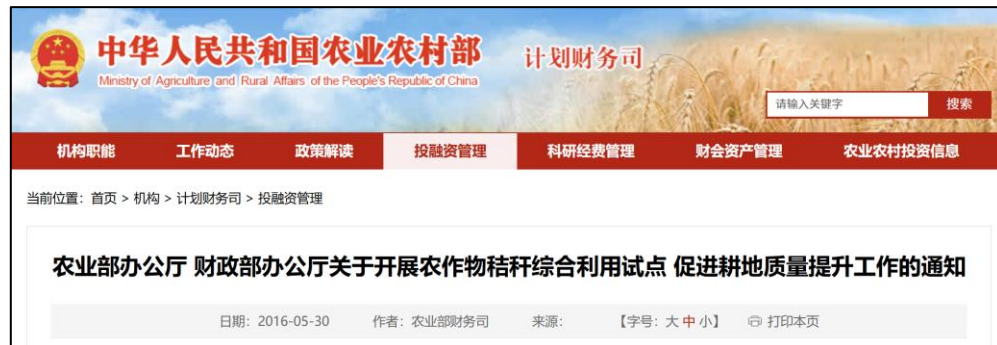 中华人民共和国农业农村部 计划财务司
Ministry of Agriculture and Rural Affairs of the People's Republic of China
请输入关键字 搜索
机构职能 工作动态 政策解读 投融资管理 科研经费管理 财会资产管理 农业农村投资信息
当前位置：首页 > 机构 > 计划财务司 > 投融资管理
农业部办公厅 财政部办公厅关于开展农作物秸秆综合利用试点 促进耕地质量提升工作的通知
日期：2016-05-30 作者：农业部财务司 来源： 【字号：大 中 小】 打印本页